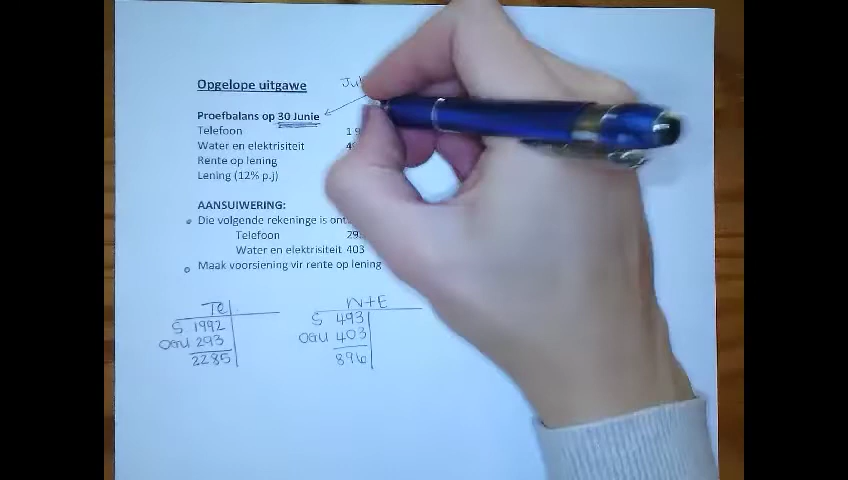 Opgelope uitgawe
Proefbalans op 30 Junie
Telefoon
Water en elektrisiteit
Rente op lening
Lening (12% p.j)
AANSUIWERING:
Die volgende rekeninge is
Telefoon
Water en elektrisiteit 403
Maak voorsiening vir rente op lening
Tel
S 1992
OGU 293
2285
W+E
S 493
OGU 403
896